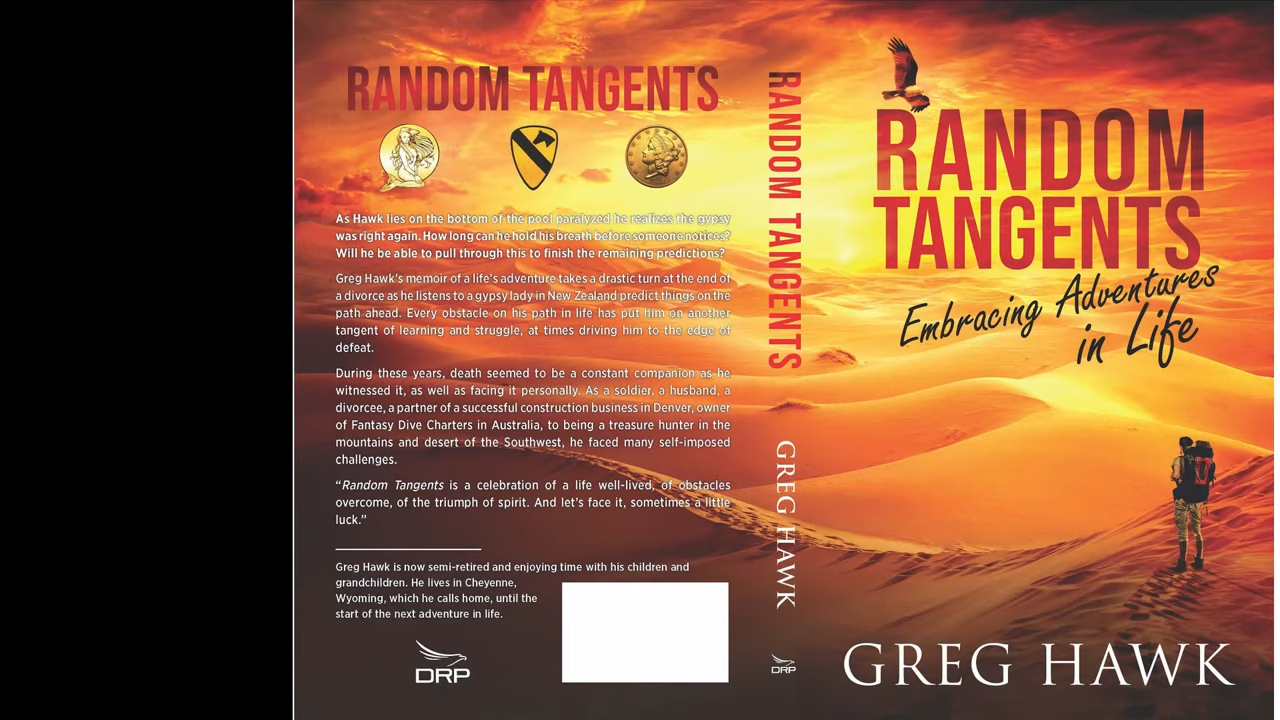 RANDOM TANGENTS
As Hawk lies on the bottom of the pool paralyzed he realizes the gypsy
was right again. How long can he hold his breath before someone notices?
Will he be able to pull through this to finish the remaining predictions?
Greg Hawk's memoir of a life's adventure takes a drastic turn at the end of
a divorce as he listens to a gypsy lady in New Zealand predict things on the
path ahead. Every obstacle on his path in life has put him on another
tangent of learning and struggle, at times driving him to the edge of
defeat.
During these years, death seemed to be a constant companion as he
witnessed it, as well as facing it personally. As a soldier, a husband, a
divorcee, a partner of a successful construction business in Denver, owner
of Fantasy Dive Charters in Australia, to being a treasure hunter in the
mountains and desert of the Southwest, he faced many self-imposed
challenges.
“Random Tangents is a celebration of a life well-lived, of obstacles
overcome, of the triumph of spirit. And let's face it, sometimes a little
luck.”
Greg Hawk is now semi-retired and enjoying time with his children and
grandchildren. He lives in Cheyenne,
Wyoming, which he calls home, until the
start of the next adventure in life.
DRP
RANDOM TANGENTS
GREG HAWK
DRP
RANDOM
TANGENTS
Embracing Adventures
in Life
GREG HAWK